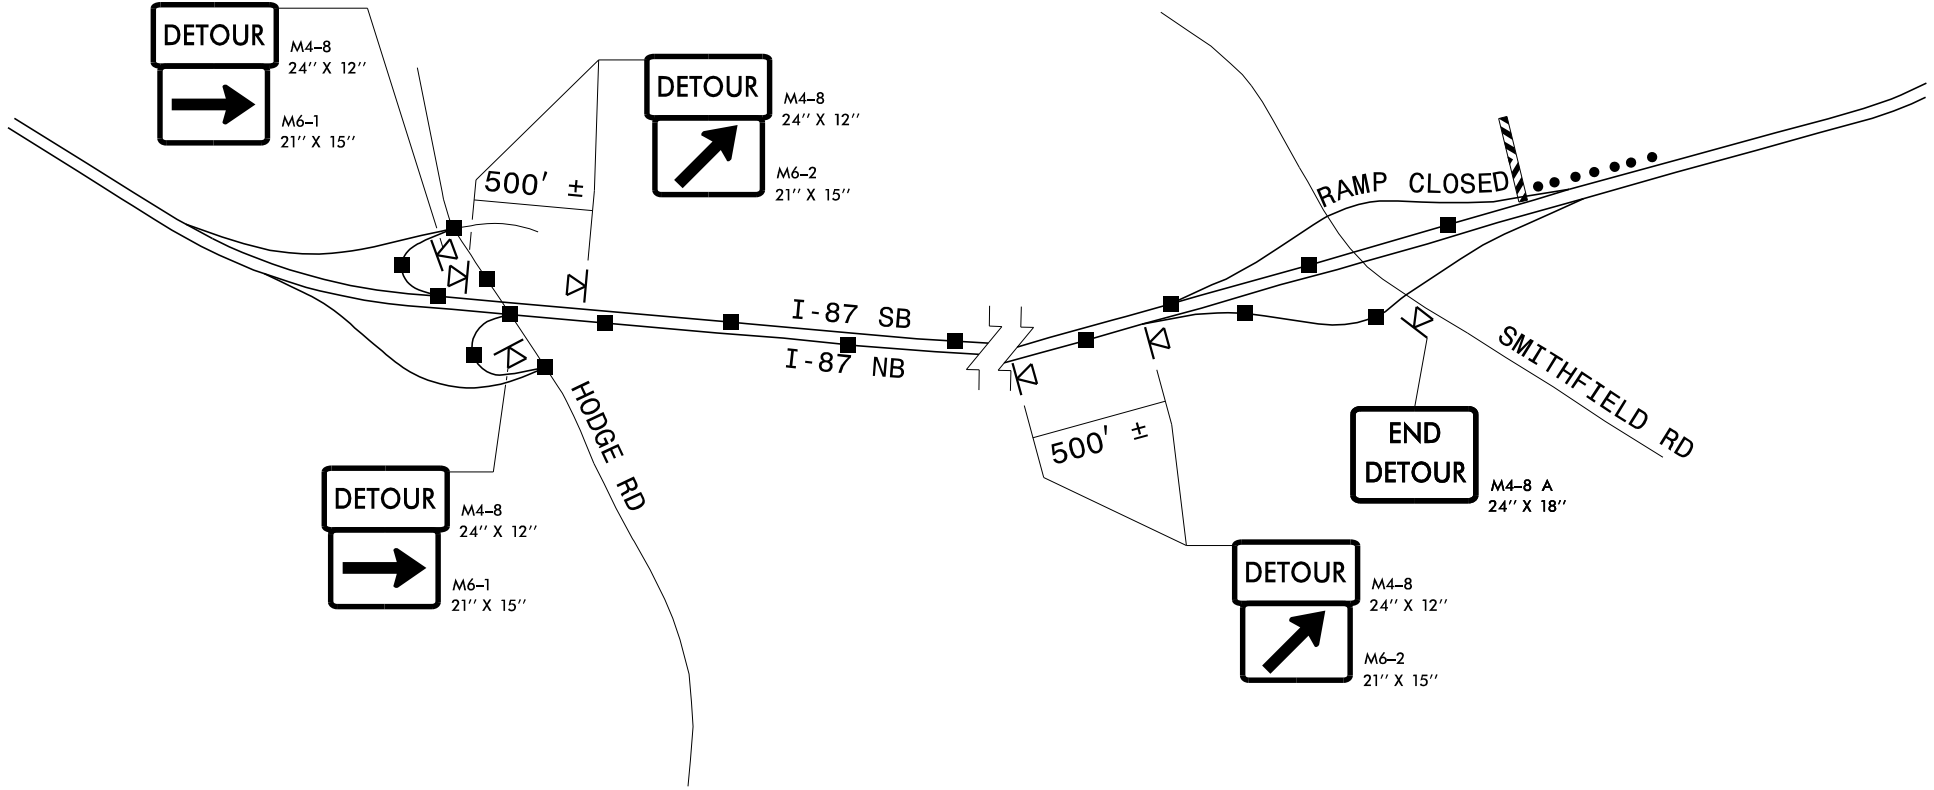 DETOUR
M4-8
24'' X 12''
M6-1
21'' X 15''
DETOUR
M4-8
24'' X 12''
M6-2
21'' X 15''
500' ±
RAMP CLOSED
I-87 SB
I-87 NB
HODGE RD
SMITHFIELD RD
500' ±
END
DETOUR
M4-8 A
24'' X 18''
DETOUR
M4-8
24'' X 12''
M6-1
21'' X 15''
DETOUR
M4-8
24'' X 12''
M6-2
21'' X 15''